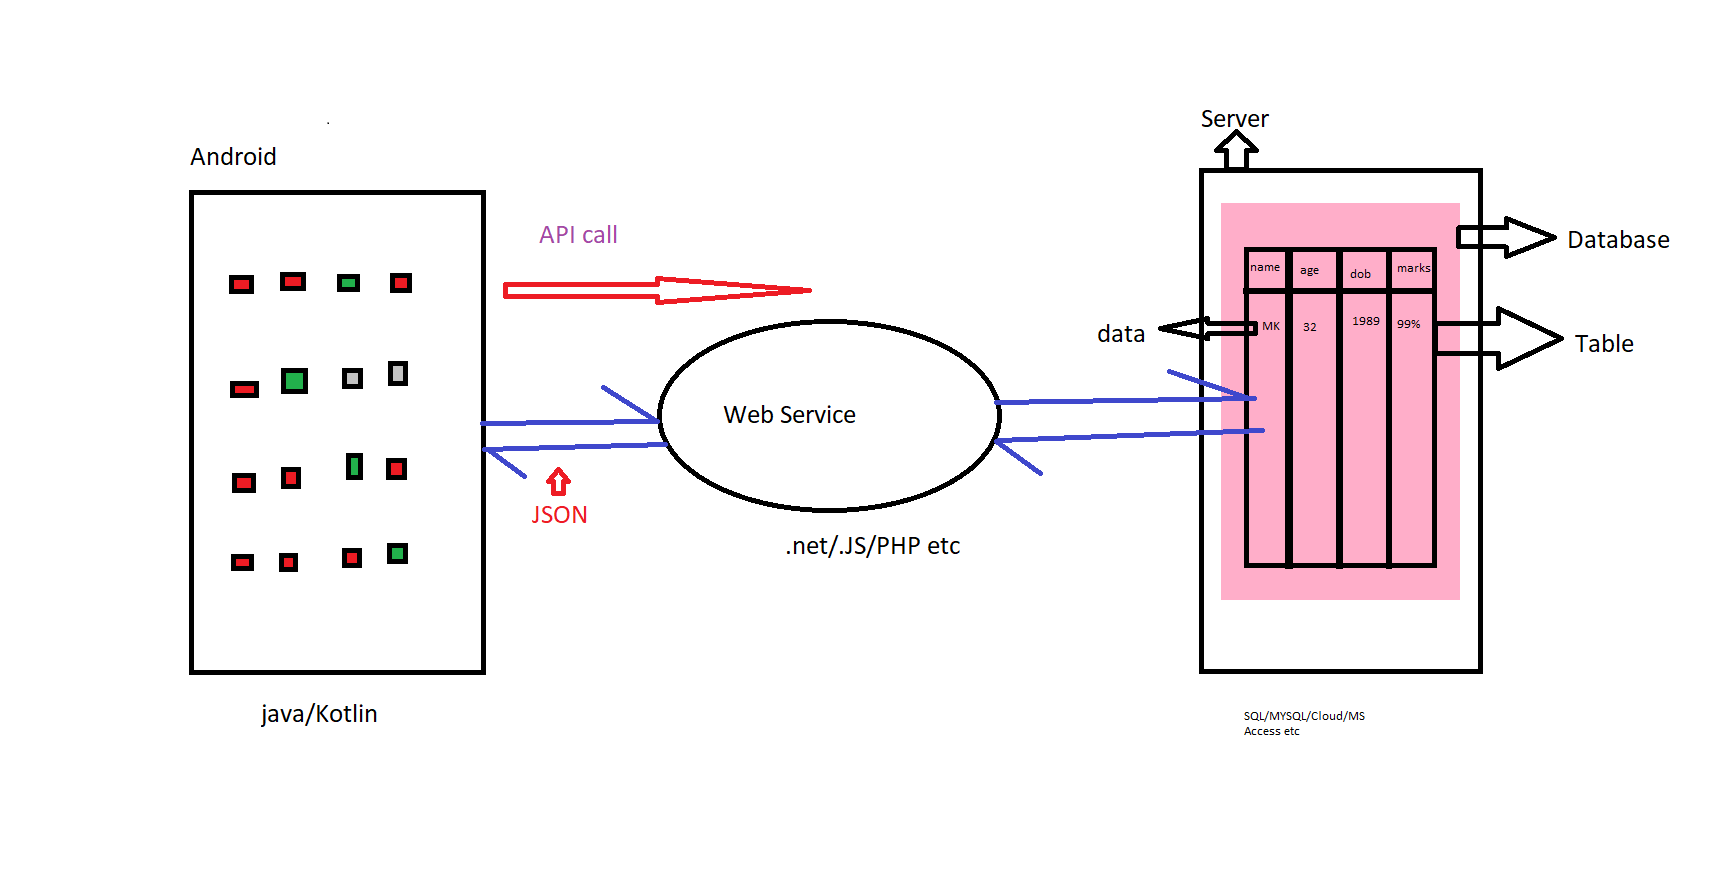 Android
API call
Server
Database
name age dob marks
data
MK 32 1989 99%
Table
Web Service
JSON
.net/.JS/PHP etc
java/Kotlin
SQL/MYSQL/Cloud/MS
Access etc